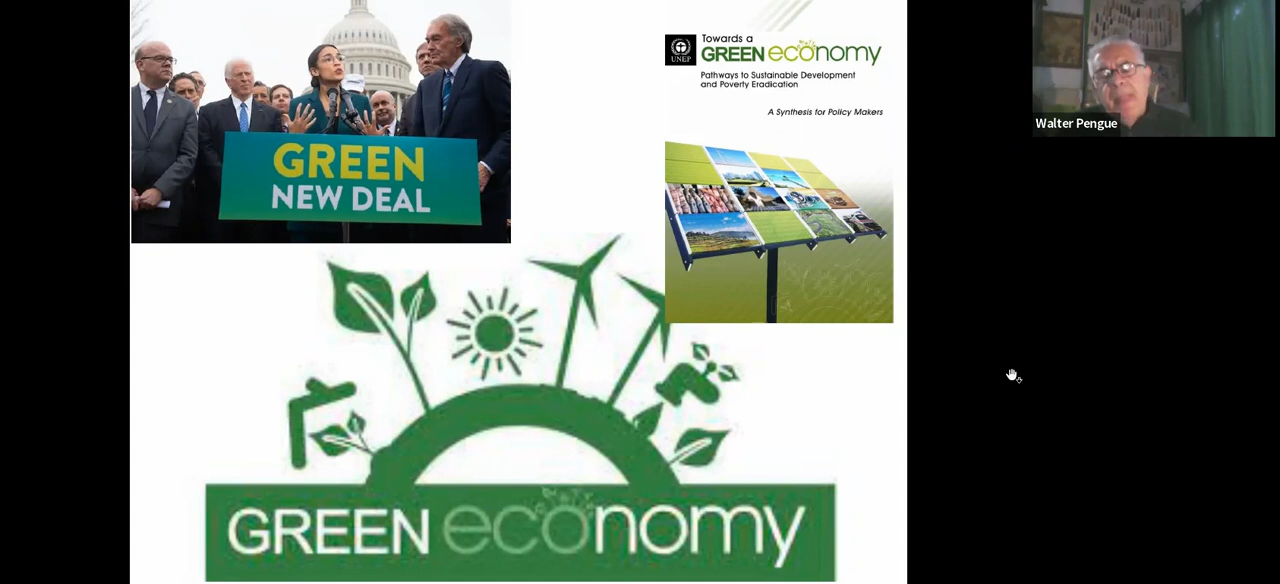 GREEN
NEW DEAL
UNEP
Towards a
GREEN economy
Pathways to Sustainable Development
and Poverty Eradication
A Synthesis for Policy Makers
Walter Pengue
GREEN economy